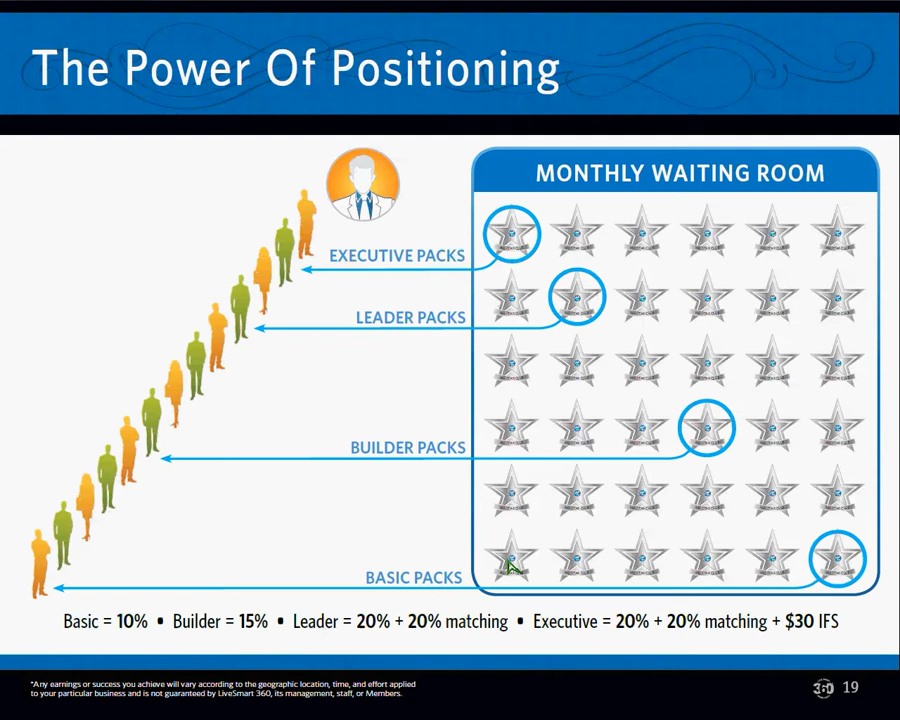 The Power Of Positioning
MONTHLY WAITING ROOM
EXECUTIVE PACKS
LEADER PACKS
BUILDER PACKS
BASIC PACKS
Basic = 10% • Builder = 15% • Leader = 20% + 20% matching • Executive = 20% + 20% matching + $30 IFS
*Any earnings or success you achieve will vary according to the geographic location, time, and effort applied
to your particular business and is not guaranteed by LiveSmart 360, its management, staff, or Members.
360 19